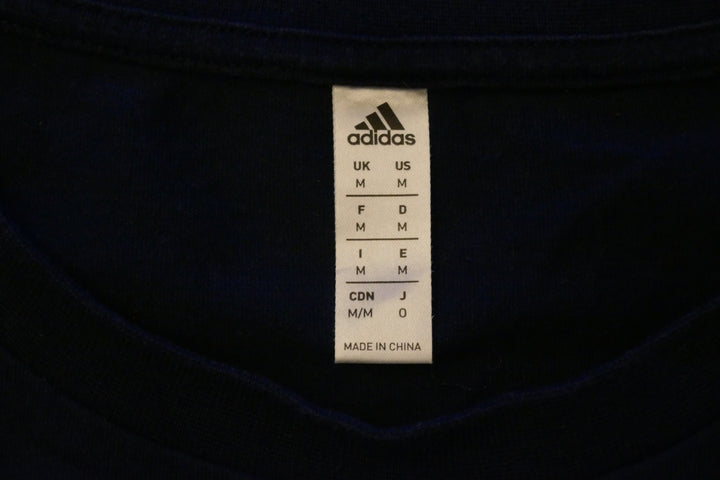 adidas
UK US
M M
F D
M M
I E
M M
CDN J
M/M O
MADE IN CHINA